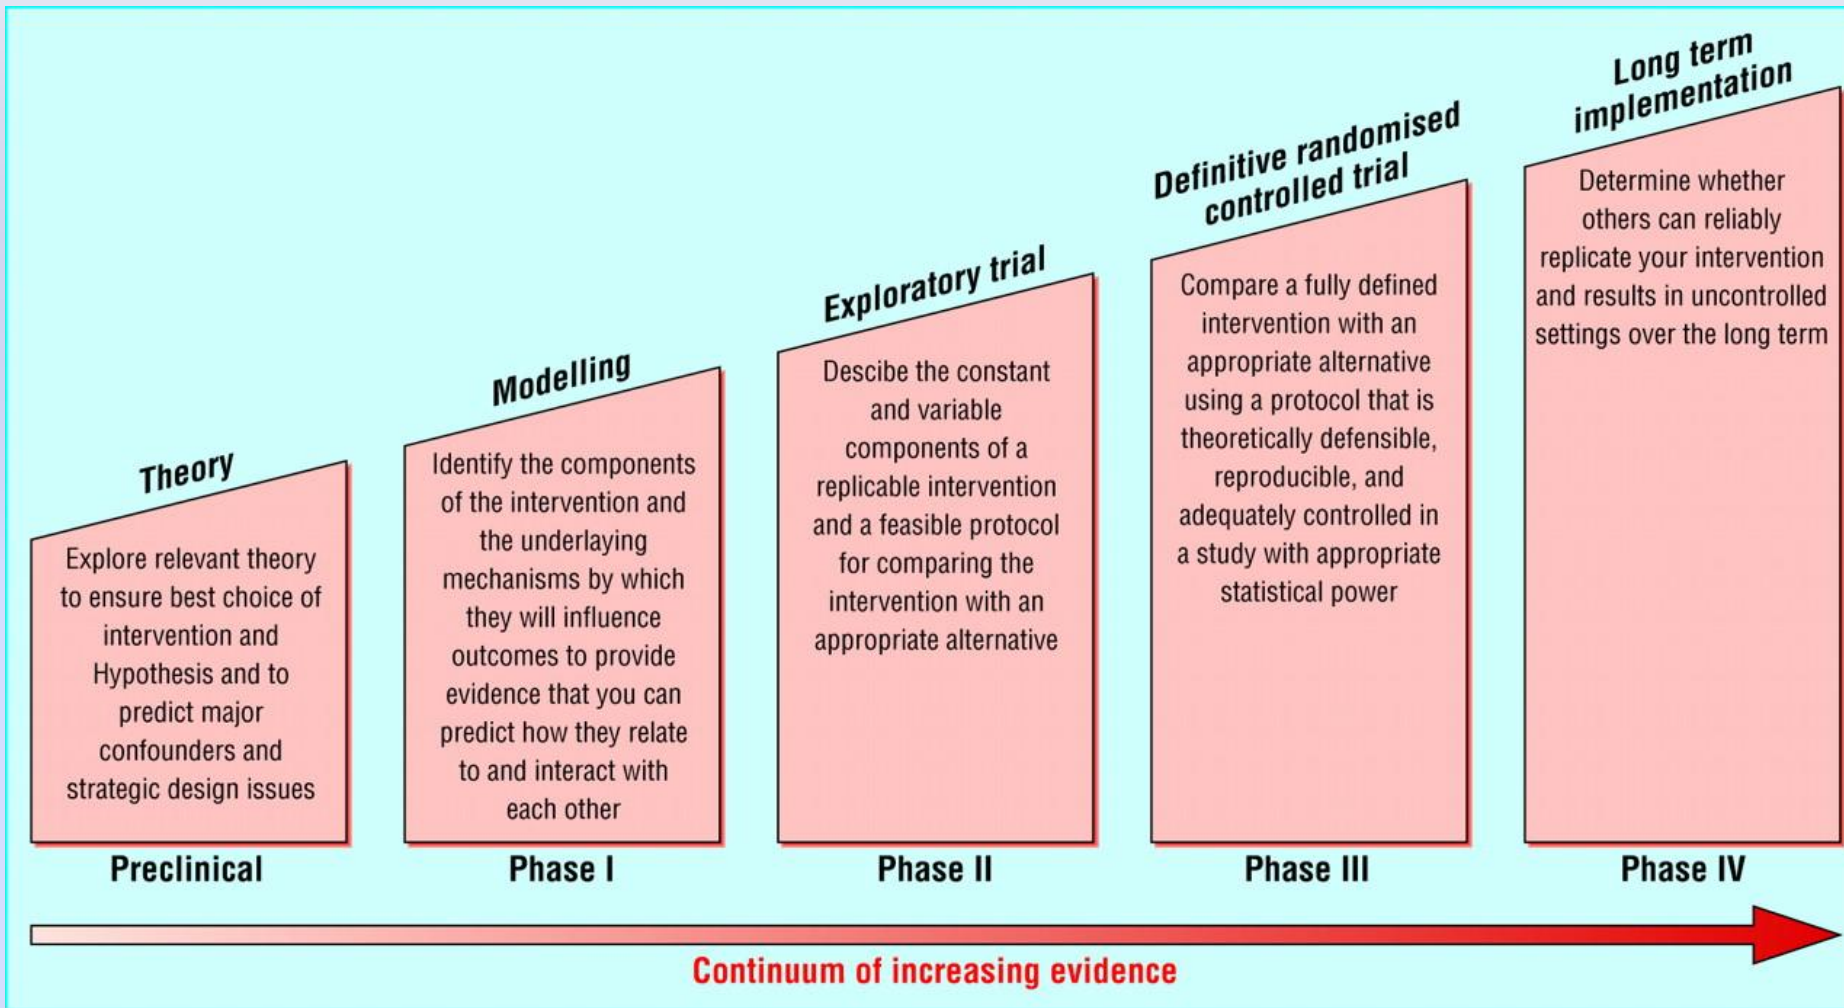 Theory
Explore relevant theory
to ensure best choice of
intervention and
Hypothesis and to
predict major
confounders and
strategic design issues
Preclinical
Modelling
Identify the components
of the intervention and
the underlaying
mechanisms by which
they will influence
outcomes to provide
evidence that you can
predict how they relate
to and interact with
each other
Phase I
Exploratory trial
Descibe the constant
and variable
components of a
replicable intervention
and a feasible protocol
for comparing the
intervention with an
appropriate alternative
Phase II
Definitive randomised
controlled trial
Compare a fully defined
intervention with an
appropriate alternative
using a protocol that is
theoretically defensible,
reproducible, and
adequately controlled in
a study with appropriate
statistical power
Phase III
Long term
implementation
Determine whether
others can reliably
replicate your intervention
and results in uncontrolled
settings over the long term
Phase IV
Continuum of increasing evidence